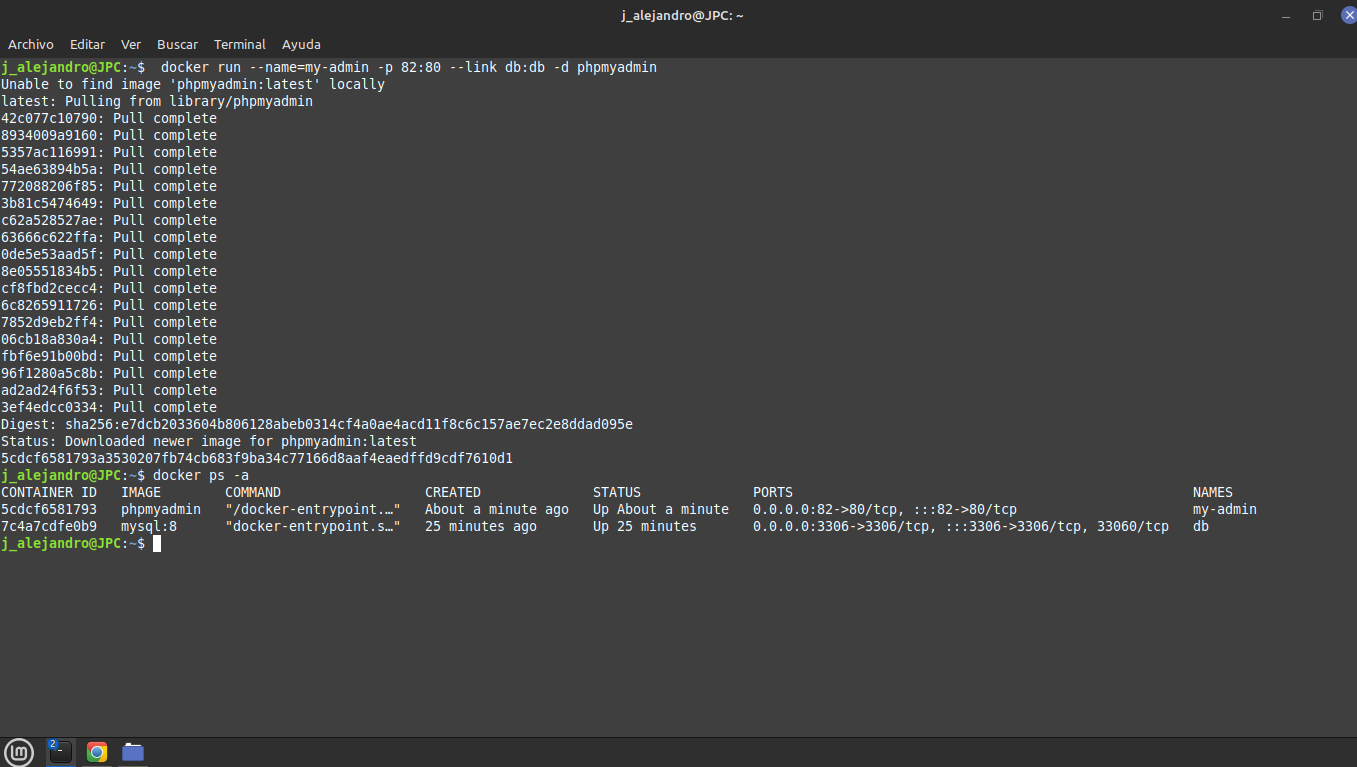 j_alejandro@JPC: ~
Archivo Editar Ver Buscar Terminal Ayuda
j_alejandro@JPC:~$  docker run --name=my-admin -p 82:80 --link db:db -d phpmyadmin
Unable to find image 'phpmyadmin:latest' locally
latest: Pulling from library/phpmyadmin
42c077c10790: Pull complete
8934009a9160: Pull complete
5357ac116991: Pull complete
54ae63894b5a: Pull complete
772088206f85: Pull complete
3b81c5474649: Pull complete
c62a528527ae: Pull complete
63666c622ffa: Pull complete
0de5e53aad5f: Pull complete
8e05551834b5: Pull complete
cf8fbd2cecc4: Pull complete
6c8265911726: Pull complete
7852d9eb2ff4: Pull complete
06cb18a830a4: Pull complete
fbf6e91b00bd: Pull complete
96f1280a5c8b: Pull complete
ad2ad24f6f53: Pull complete
3ef4edcc0334: Pull complete
Digest: sha256:e7dcb2033604b806128abeb0314cf4a0ae4acd11f8c6c157ae7ec2e8ddad095e
Status: Downloaded newer image for phpmyadmin:latest
5cdcf6581793a3530207fb74cb683f9ba34c77166d8aaf4eaedffd9cdf7610d1
j_alejandro@JPC:~$ docker ps -a
CONTAINER ID   IMAGE        COMMAND                  CREATED              STATUS              PORTS                                                  NAMES
5cdcf6581793   phpmyadmin   "/docker-entrypoint.…"   About a minute ago   Up About a minute   0.0.0.0:82->80/tcp, :::82->80/tcp                      my-admin
7c4a7cdfe0b9   mysql:8      "docker-entrypoint.s…"   25 minutes ago       Up 25 minutes       0.0.0.0:3306->3306/tcp, :::3306->3306/tcp, 33060/tcp   db
j_alejandro@JPC:~$
2